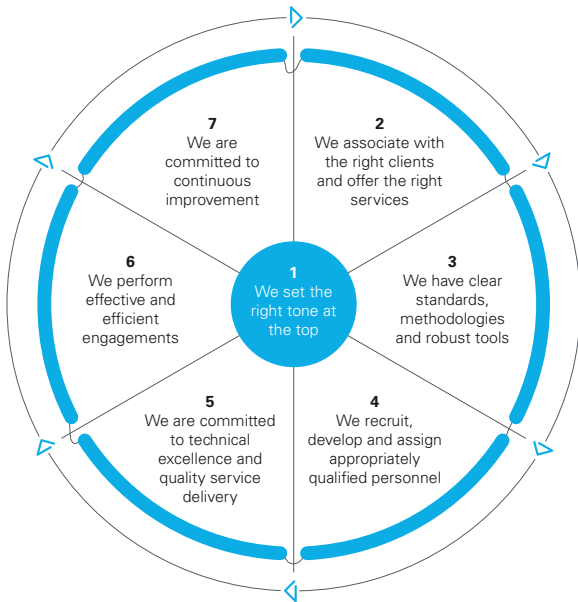 1
We set the
right tone at
the top
2
We associate with
the right clients
and offer the right
services
3
We have clear
standards,
methodologies
and robust tools
4
We recruit,
develop and assign
appropriately
qualified personnel
5
We are committed
to technical
excellence and
quality service
delivery
6
We perform
effective and
efficient
engagements
7
We are
committed to
continuous
improvement